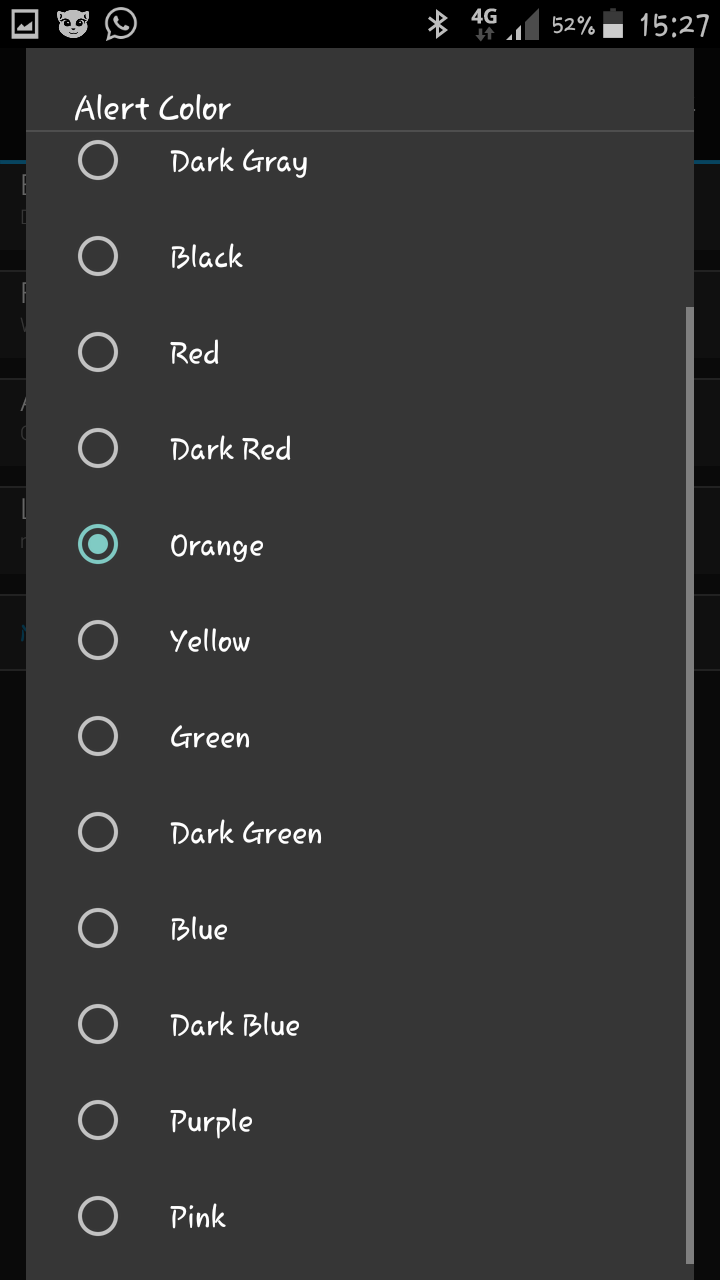 4G 52% 15:27
Alert Color
Dark Gray
Black
Red
Dark Red
Orange
Yellow
Green
Dark Green
Blue
Dark Blue
Purple
Pink